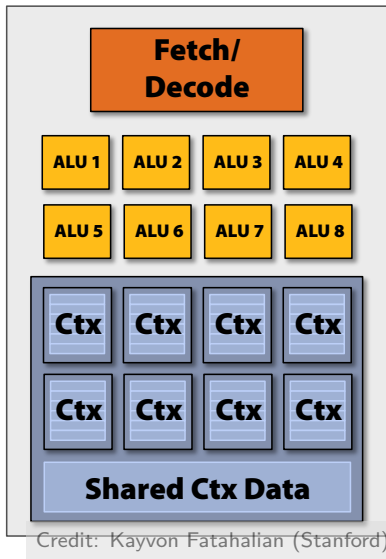 Fetch/
Decode
ALU 1 ALU 2 ALU 3 ALU 4
ALU 5 ALU 6 ALU 7 ALU 8
Ctx Ctx Ctx Ctx
Ctx Ctx Ctx Ctx
Shared Ctx Data
Credit: Kayvon Fatahalian (Stanford)